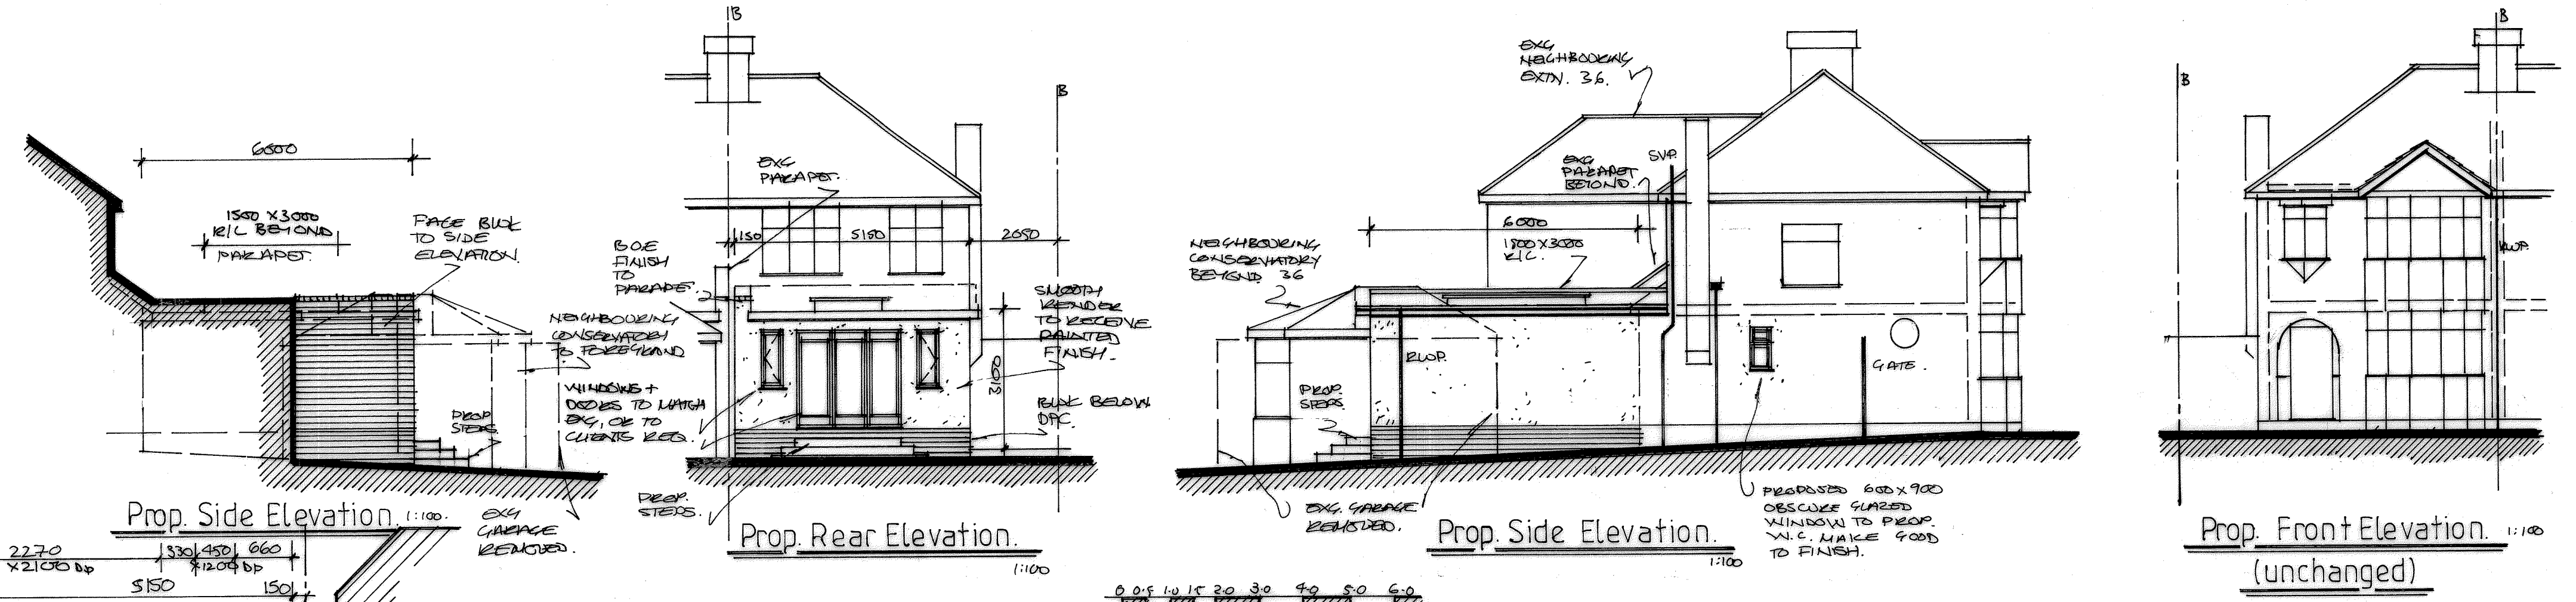 6000
1500 X 3000
R/L BEYOND
PARAPET.
FACE BLDK
TO SIDE
ELEVATION.
NEIGHBOURING
CONSERVATORY
TO FOREGROUND
PROP
STEPS.
Prop. Side Elevation. 1:100.
EXG
GARAGE
REMOVED.
2270
X2100 DP
330 450 660
X1200 DP
5150
150
B
B
EXG
PARAPET.
150
5150
2050
B.O.E
FINISH
TO
PARAPET.
SMOOTH
RENDER
TO RECEIVE
PAINTED
FINISH.
3100
WINDOWS +
DOORS TO MATCH
EXG, OR TO
CLIENTS REQ.
BLDK BELOW
DPC.
PROP.
STEPS.
Prop. Rear Elevation.
1:100
EXG
NEIGHBOURING
EXTN. 36.
EXG
PARAPET
BEYOND.
SVP.
6000
1500 X 3000
R/L.
NEIGHBOURING
CONSERVATORY
BEYOND 36
RWP.
GATE.
PROP.
STEPS
EXG. GARAGE
REMOVED.
Prop. Side Elevation.
1:100
PROPOSED 600 X 900
OBSCURE GLAZED
WINDOW TO PROP.
W.C. MAKE GOOD
TO FINISH.
0 0.5 1.0 1.5 2.0 3.0 4.0 5.0 6.0
B
B
RWP.
Prop. Front Elevation. 1:100
(unchanged)